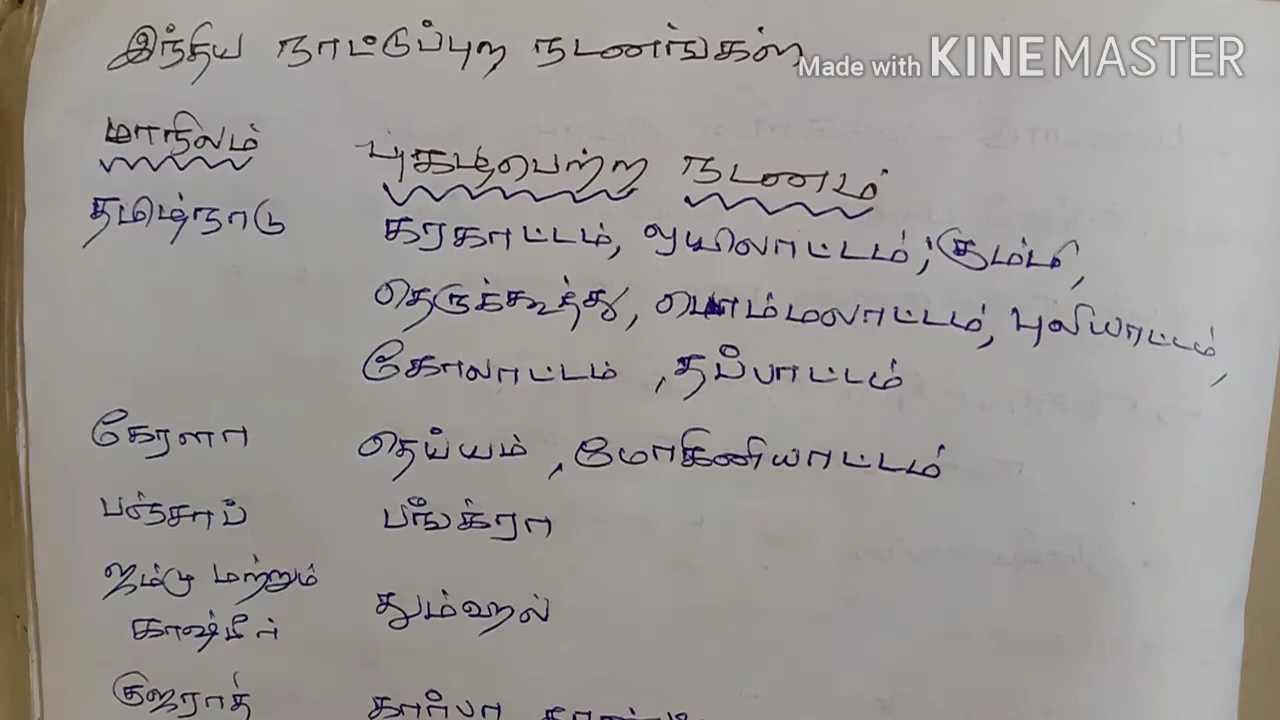 இந்திய நாட்டுப்புற நடனங்கள்
Made with KINEMASTER
மாநிலம் புகழ்பெற்ற நடனம்
தமிழ்நாடு கரகாட்டம், ஒயிலாட்டம், கும்மி,
தெருக்கூத்து, பொம்மலாட்டம், புலியாட்டம்,
கோலாட்டம் , தப்பாட்டம்
கேரளா தெய்யம் , மோகினியாட்டம்
பஞ்சாப் பங்க்ரா
ஜம்மு மற்றும்
காஷ்மீர் தும்ஹல்
குஜராத் கார்பா